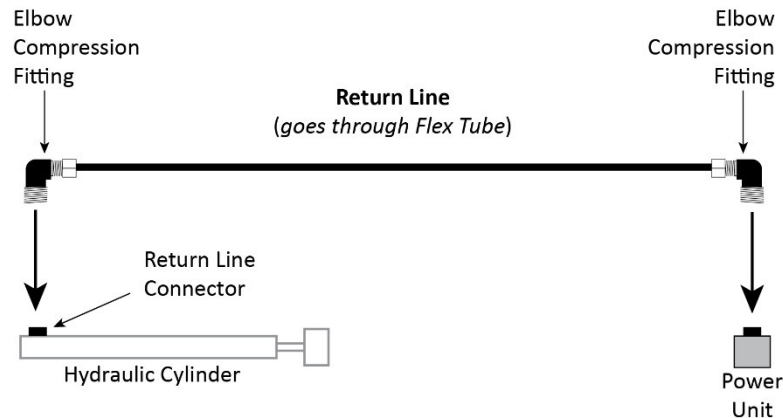 Elbow
Compression
Fitting
Elbow
Compression
Fitting
Return Line
(goes through Flex Tube)
Return Line
Connector
Hydraulic Cylinder
Power
Unit